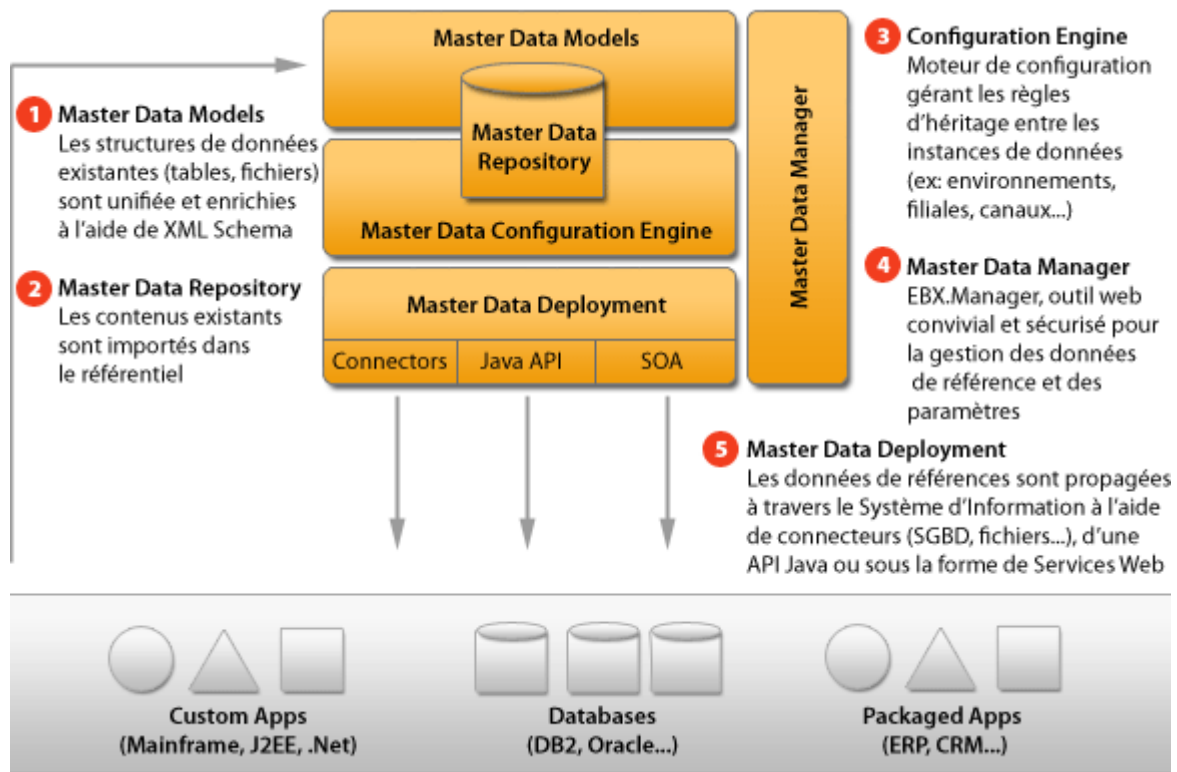 Master Data Models
Master Data
Repository
Master Data Configuration Engine
Master Data Deployment
Connectors
Java API
SOA
Master Data Manager
1 Master Data Models
Les structures de données
existantes (tables, fichiers)
sont unifiée et enrichies
à l'aide de XML Schema
2 Master Data Repository
Les contenus existants
sont importés dans
le référentiel
3 Configuration Engine
Moteur de configuration
gérant les règles
d'héritage entre les
instances de données
(ex: environnements,
filiales, canaux...)
4 Master Data Manager
EBX.Manager, outil web
convivial et sécurisé pour
la gestion des données
de référence et des
paramètres
5 Master Data Deployment
Les données de références sont propagées
à travers le Système d'Information à l'aide
de connecteurs (SGBD, fichiers...), d'une
API Java ou sous la forme de Services Web
Custom Apps
(Mainframe, J2EE, .Net)
Databases
(DB2, Oracle...)
Packaged Apps
(ERP, CRM...)